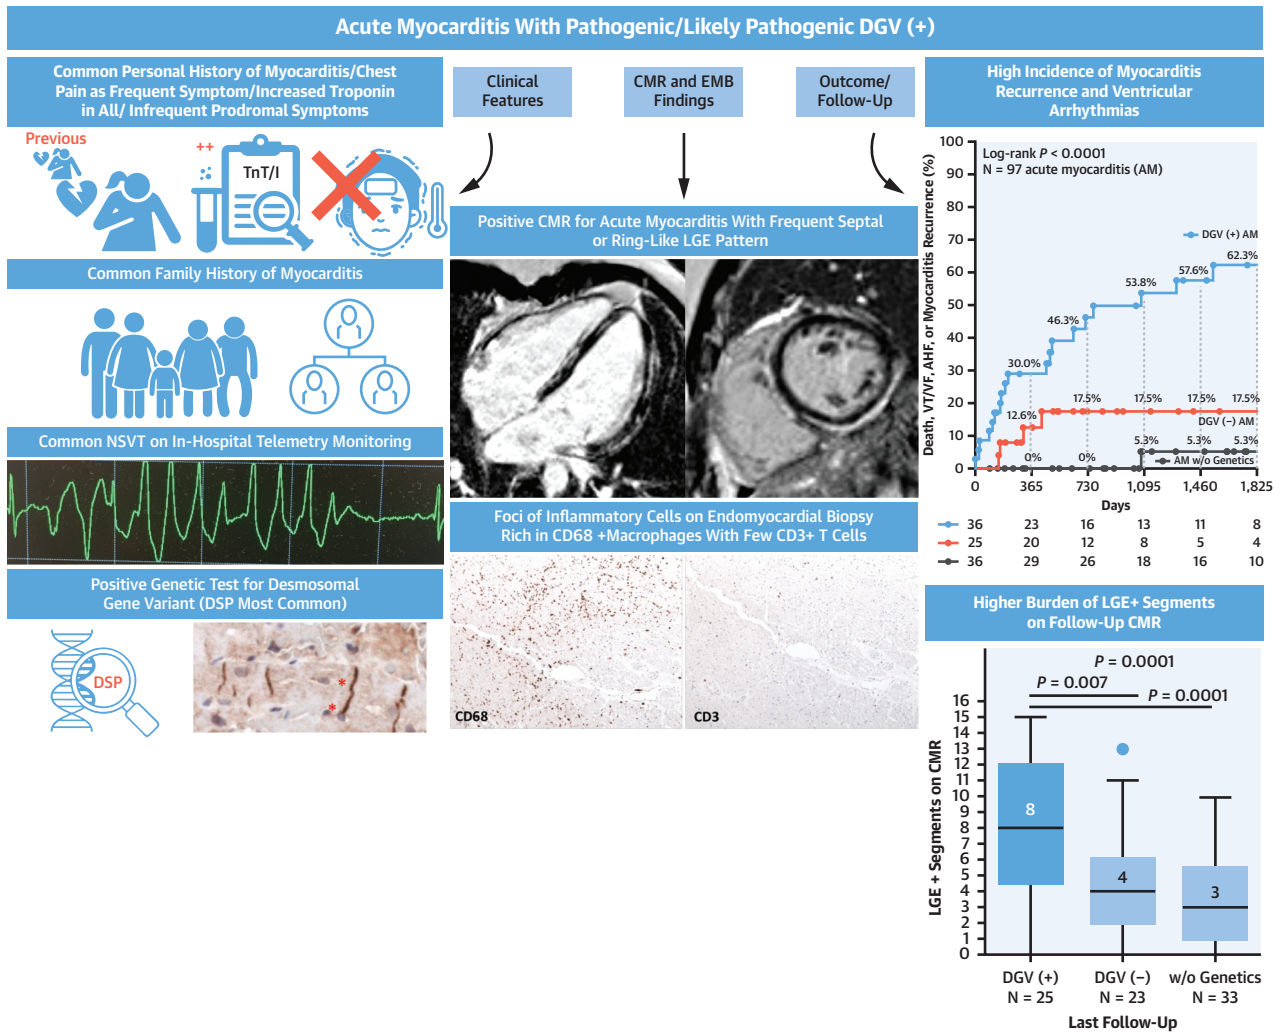 Acute Myocarditis With Pathogenic/Likely Pathogenic DGV (+)
Common Personal History of Myocarditis/Chest
Pain as Frequent Symptom/Increased Troponin
in All/ Infrequent Prodromal Symptoms
Previous
++
TnT/I
Common Family History of Myocarditis
Common NSVT on In-Hospital Telemetry Monitoring
Positive Genetic Test for Desmosomal
Gene Variant (DSP Most Common)
DSP
*
*
Clinical
Features
CMR and EMB
Findings
Outcome/
Follow-Up
Positive CMR for Acute Myocarditis With Frequent Septal
or Ring-Like LGE Pattern
Foci of Inflammatory Cells on Endomyocardial Biopsy
Rich in CD68 +Macrophages With Few CD3+ T Cells
CD68
CD3
High Incidence of Myocarditis
Recurrence and Ventricular
Arrhythmias
Death, VT/VF, AHF, or Myocarditis Recurrence (%)
100
90
80
70
60
50
40
30
20
10
0
Log-rank P < 0.0001
N = 97 acute myocarditis (AM)
DGV (+) AM
62.3%
57.6%
53.8%
46.3%
30.0%
12.6%
17.5%
17.5%
17.5%
17.5%
DGV (−) AM
0%
0%
5.3%
5.3%
5.3%
AM w/o Genetics
0
365
730
1,095
1,460
1,825
Days
36 23 16 13 11 8
25 20 12 8 5 4
36 29 26 18 16 10
Higher Burden of LGE+ Segments
on Follow-Up CMR
P = 0.0001
P = 0.007
P = 0.0001
LGE + Segments on CMR
16
15
14
13
12
11
10
9
8
7
6
5
4
3
2
1
0
8
4
3
DGV (+)
N = 25
DGV (−)
N = 23
w/o Genetics
N = 33
Last Follow-Up